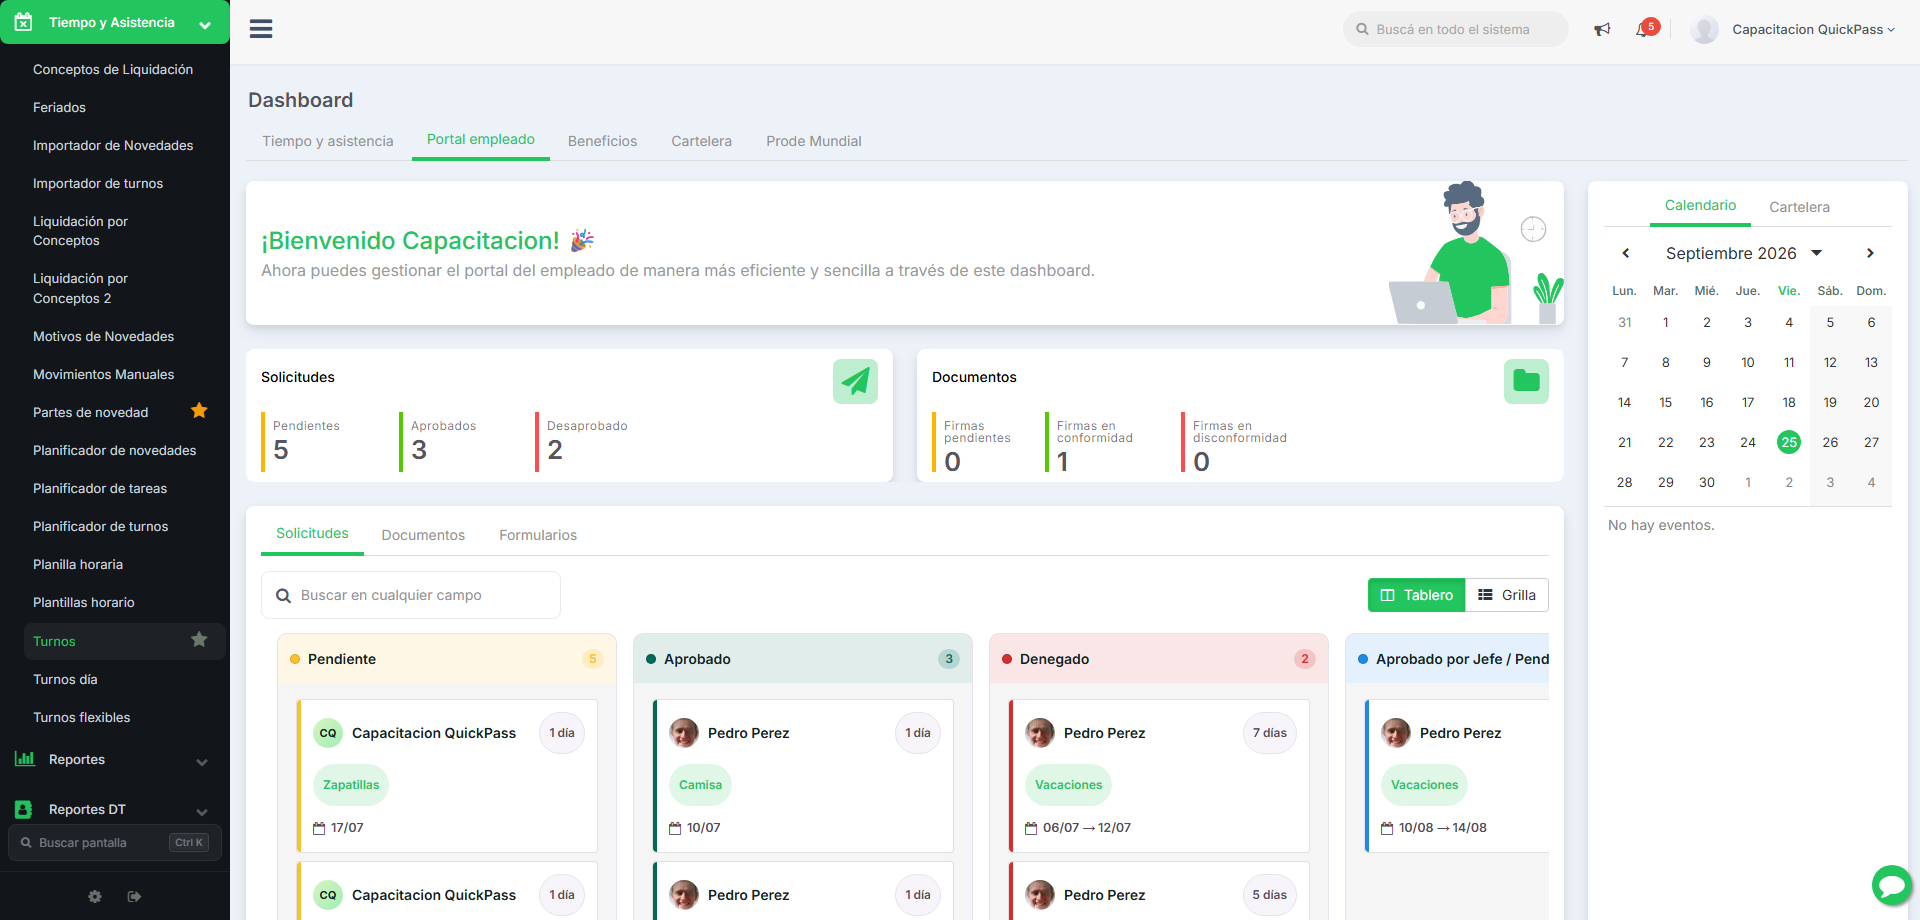 Tiempo y Asistencia
Conceptos de Liquidación
Feriados
Importador de Novedades
Importador de turnos
Liquidación por
Conceptos
Liquidación por
Conceptos 2
Motivos de Novedades
Movimientos Manuales
Partes de novedad
Planificador de novedades
Planificador de tareas
Planificador de turnos
Planilla horaria
Plantillas horario
Turnos
Turnos día
Turnos flexibles
Reportes
Reportes DT
Buscar pantalla Ctrl K
Buscá en todo el sistema
5
Capacitacion QuickPass
Dashboard
Tiempo y asistencia Portal empleado Beneficios Cartelera Prode Mundial
¡Bienvenido Capacitacion!
Ahora puedes gestionar el portal del empleado de manera más eficiente y sencilla a través de este dashboard.
Solicitudes
Pendientes Aprobados Desaprobado
5 3 2
Documentos
Firmas pendientes Firmas en conformidad Firmas en disconformidad
0 1 0
Solicitudes Documentos Formularios
Buscar en cualquier campo
Tablero Grilla
Pendiente 5
CQ Capacitacion QuickPass 1 día
Zapatillas
17/07
CQ Capacitacion QuickPass 1 día
Aprobado 3
Pedro Perez 1 día
Camisa
10/07
Pedro Perez 1 día
Denegado 2
Pedro Perez 7 días
Vacaciones
06/07 → 12/07
Pedro Perez 5 días
Aprobado por Jefe / Pend
Pedro Perez
Vacaciones
10/08 → 14/08
Calendario Cartelera
Septiembre 2026
Lun. Mar. Mié. Jue. Vie. Sáb. Dom.
31 1 2 3 4 5 6
7 8 9 10 11 12 13
14 15 16 17 18 19 20
21 22 23 24 25 26 27
28 29 30 1 2 3 4
No hay eventos.